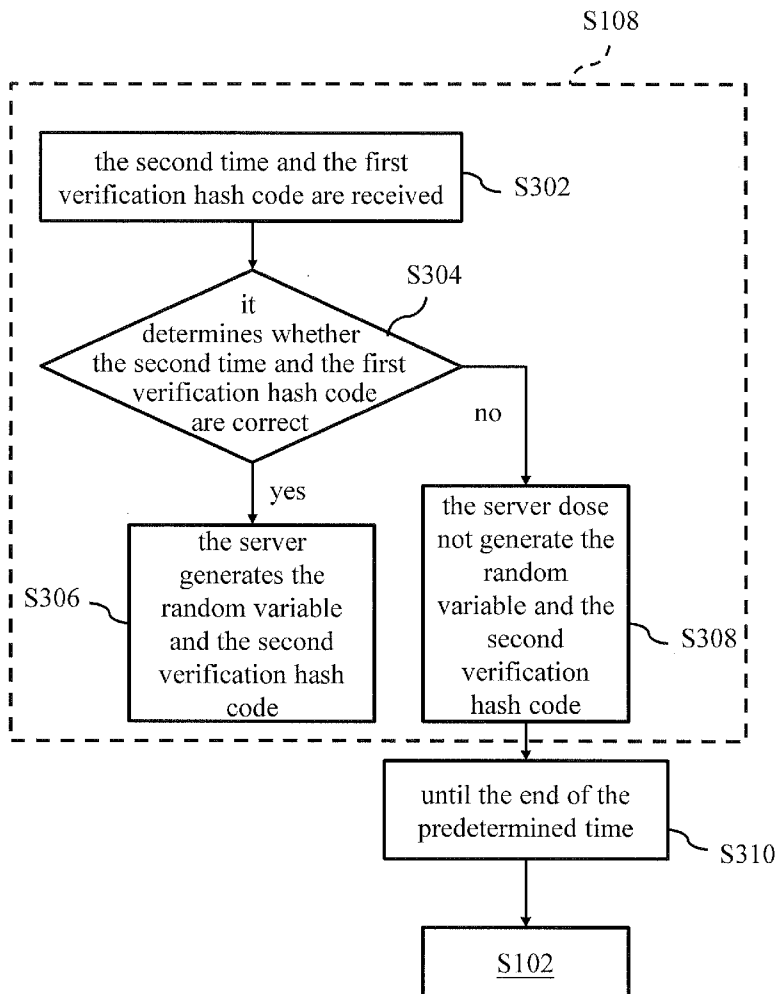 S108
the second time and the first
verification hash code are received
S302
S304
it
determines whether
the second time and the first
verification hash code
are correct
no
yes
the server
generates the
random variable
and the second
verification hash
code
S306
the server dose
not generate the
random
variable and the
second
verification
hash code
S308
until the end of the
predetermined time
S310
S102